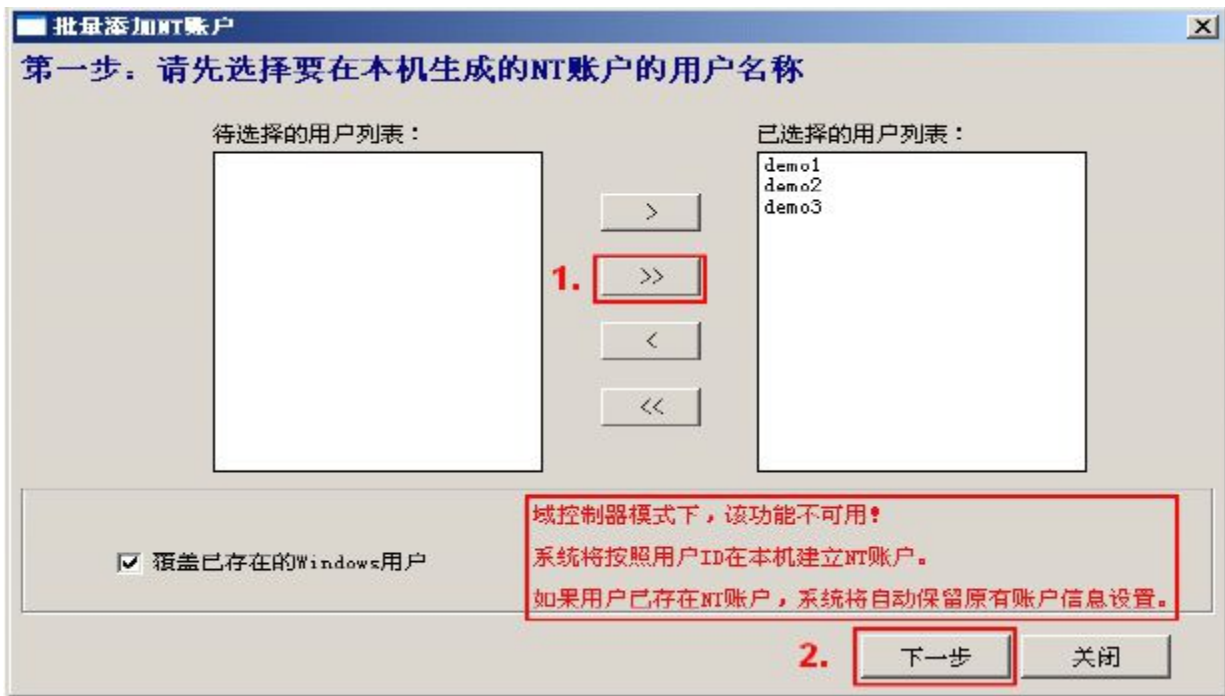 批量添加NT账户
第一步：请先选择要在本机生成的NT账户的用户名称
待选择的用户列表：
已选择的用户列表：
demo1
demo2
demo3
>
1.
>>
<
<<
域控制器模式下，该功能不可用！
覆盖已存在的Windows用户
系统将按照用户ID在本机建立NT账户。
如果用户已存在NT账户，系统将自动保留原有账户信息设置。
2.
下一步
关闭